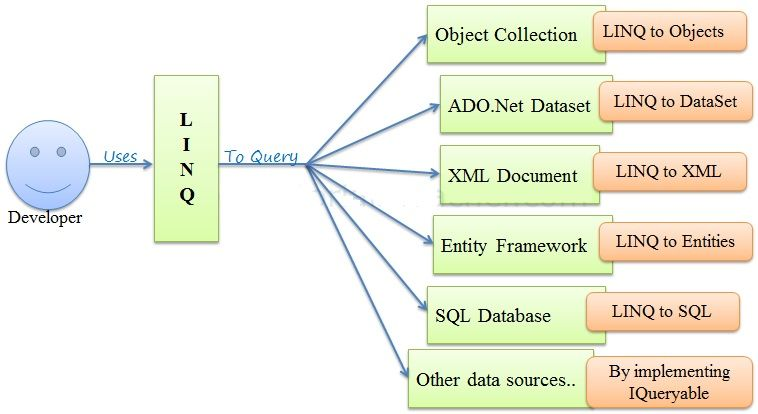 Object Collection
LINQ to Objects
ADO.Net Dataset
LINQ to DataSet
L
I
N
Q
Uses
To Query
XML Document
LINQ to XML
Developer
Entity Framework
LINQ to Entities
SQL Database
LINQ to SQL
Other data sources..
By implementing
IQueryable